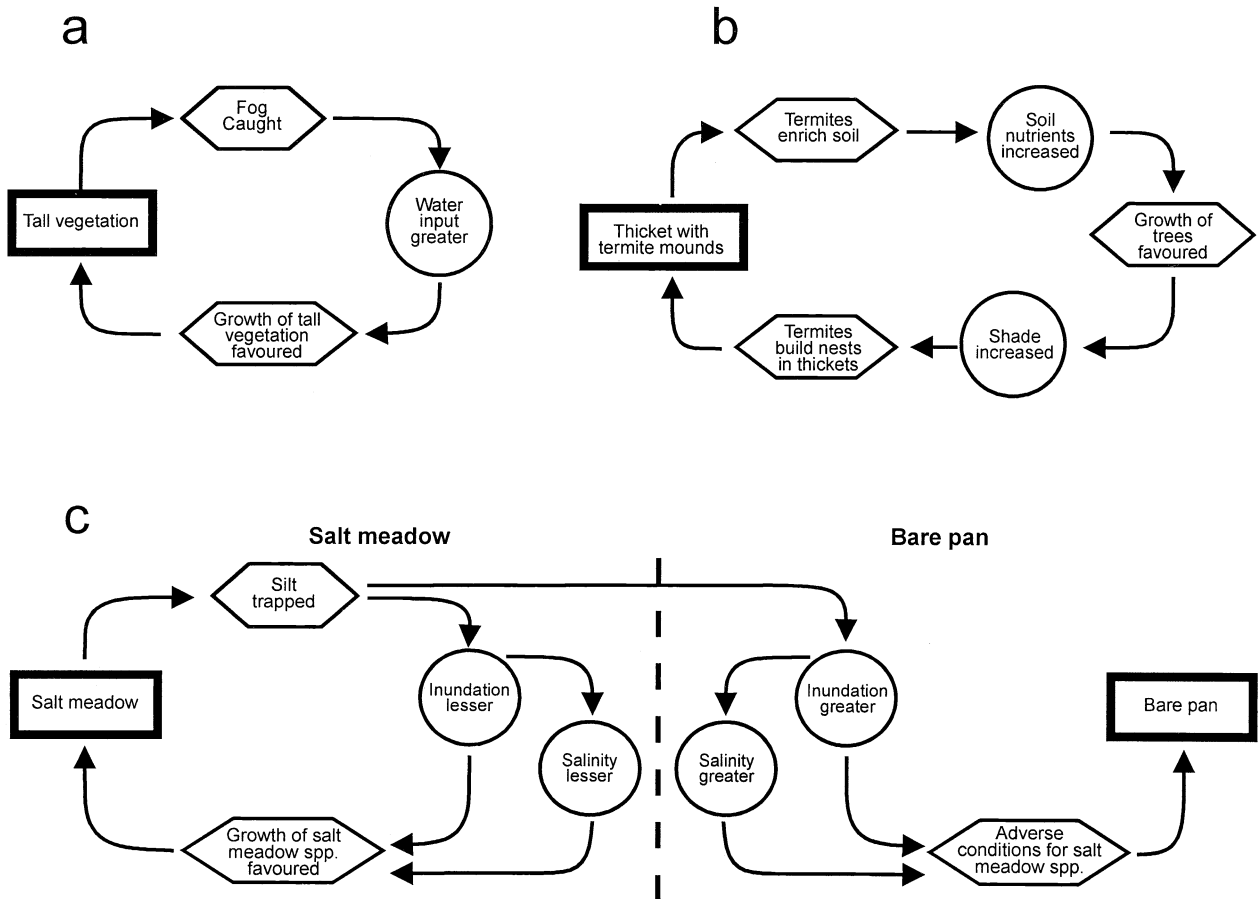 a
Fog
Caught
Tall vegetation
Water
input
greater
Growth of tall
vegetation
favoured
b
Termites
enrich soil
Soil
nutrients
increased
Thicket with
termite mounds
Growth of
trees
favoured
Termites
build nests
in thickets
Shade
increased
c
Salt meadow
Silt
trapped
Salt meadow
Inundation
lesser
Salinity
lesser
Growth of salt
meadow spp.
favoured
Bare pan
Inundation
greater
Salinity
greater
Bare pan
Adverse
conditions for salt
meadow spp.